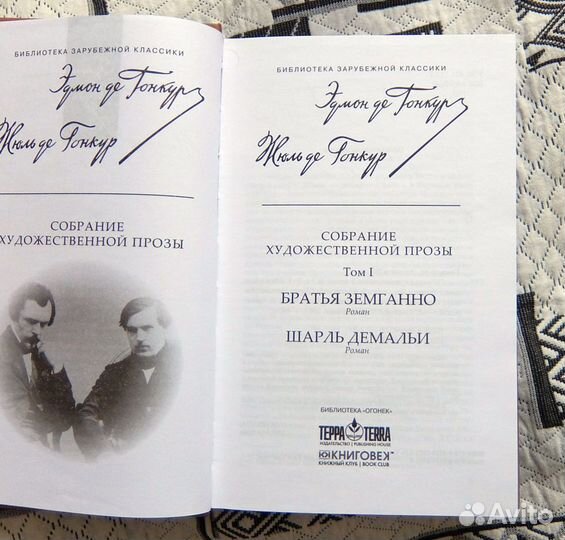 БИБЛИОТЕКА ЗАРУБЕЖНОЙ КЛАССИКИ
Эдмон де Гонкур
Жюль де Гонкур
СОБРАНИЕ
ХУДОЖЕСТВЕННОЙ ПРОЗЫ
БИБЛИОТЕКА ЗАРУБЕЖНОЙ КЛАССИКИ
Эдмон де Гонкур
Жюль де Гонкур
СОБРАНИЕ
ХУДОЖЕСТВЕННОЙ ПРОЗЫ
Том I
БРАТЬЯ ЗЕМГАННО
Роман
ШАРЛЬ ДЕМАЛЬИ
Роман
БИБЛИОТЕКА «ОГОНЕК»
ТЕРРА TERRA
ИЗДАТЕЛЬСТВО | PUBLISHING HOUSE
КНИГОВЕК™
КНИЖНЫЙ КЛУБ | BOOK CLUB
Avito